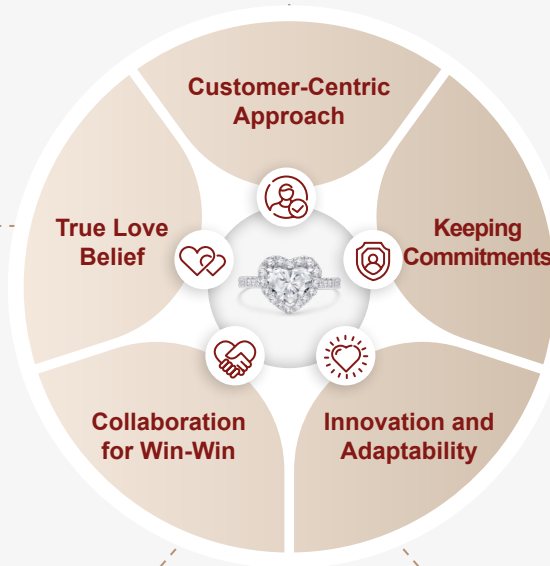 Customer-Centric
Approach
True Love
Belief
Keeping
Commitments
Collaboration
for Win-Win
Innovation and
Adaptability